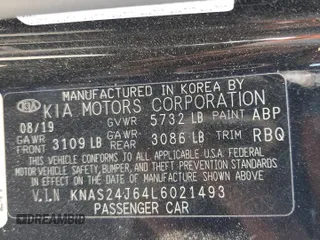 MANUFACTURED IN KOREA BY
KIA KIA MOTORS CORPORATION
08/19 GVWR 5732 LB PAINT ABP
GAWR FRONT 3109 LB GAWR REAR 3086 LB TRIM RBQ
THIS VEHICLE CONFORMS TO ALL APPLICABLE U.S. FEDERAL MOTOR
VEHICLE SAFETY, BUMPER, AND THEFT PREVENTION STANDARDS
IN EFFECT ON THE DATE OF MANUFACTURE SHOWN ABOVE.
V.I.N KNAS24J64L6021493
PASSENGER CAR
DREAMBID